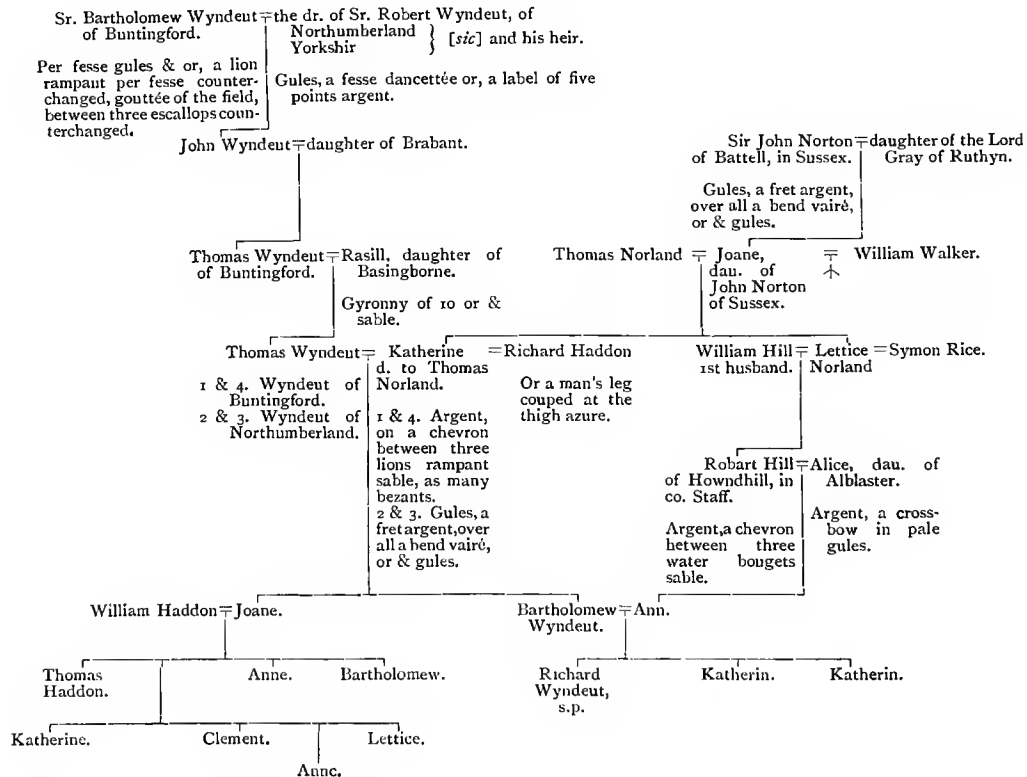 Sr. Bartholomew Wyndeut = the dr. of Sr. Robert Wyndeut, of
of Buntingford.
Northumberland
Yorkshir } [sic] and his heir.
Per fesse gules & or, a lion
rampant per fesse counter-
changed, gouttée of the field,
between three escallops coun-
terchanged.
Gules, a fesse dancettée or, a label of five
points argent.
John Wyndeut = daughter of Brabant.
Sir John Norton = daughter of the Lord
of Battell, in Sussex. Gray of Ruthyn.
Gules, a fret argent,
over all a bend vairé,
or & gules.
Thomas Wyndeut = Rasill, daughter of
of Buntingford. Basingborne.
Gyronny of 10 or &
sable.
Thomas Norland = Joane, = William Walker.
dau. of
John Norton
of Sussex.
Thomas Wyndeut = Katherine = Richard Haddon
d. to Thomas
Norland.
1 & 4. Wyndeut of
Buntingford.
2 & 3. Wyndeut of
Northumberland.
1 & 4. Argent,
on a chevron
between three
lions rampant
sable, as many
bezants.
2 & 3. Gules, a
fret argent, over
all a bend vairé,
or & gules.
Or a man's leg
couped at the
thigh azure.
William Hill = Lettice = Symon Rice.
1st husband. Norland
Robart Hill = Alice, dau. of
of Howndhill, in Alblaster.
co. Staff.
Argent, a chevron
hetween three
water bougets
sable.
Argent, a cross-
bow in pale
gules.
William Haddon = Joane.
Bartholomew = Ann.
Wyndeut.
Thomas
Haddon.
Anne. Bartholomew.
Richard
Wyndeut,
s.p.
Katherin. Katherin.
Katherine. Clement. Lettice.
Anne.